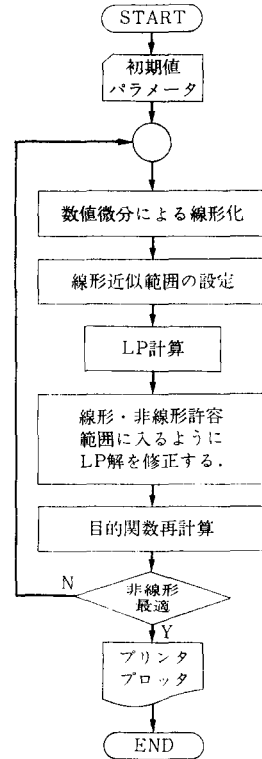 START
初期値
パラメータ
数値微分による線形化
線形近似範囲の設定
LP計算
線形・非線形許容
範囲に入るように
LP解を修正する.
目的関数再計算
N
非線形
最適
Y
プリンタ
プロッタ
END